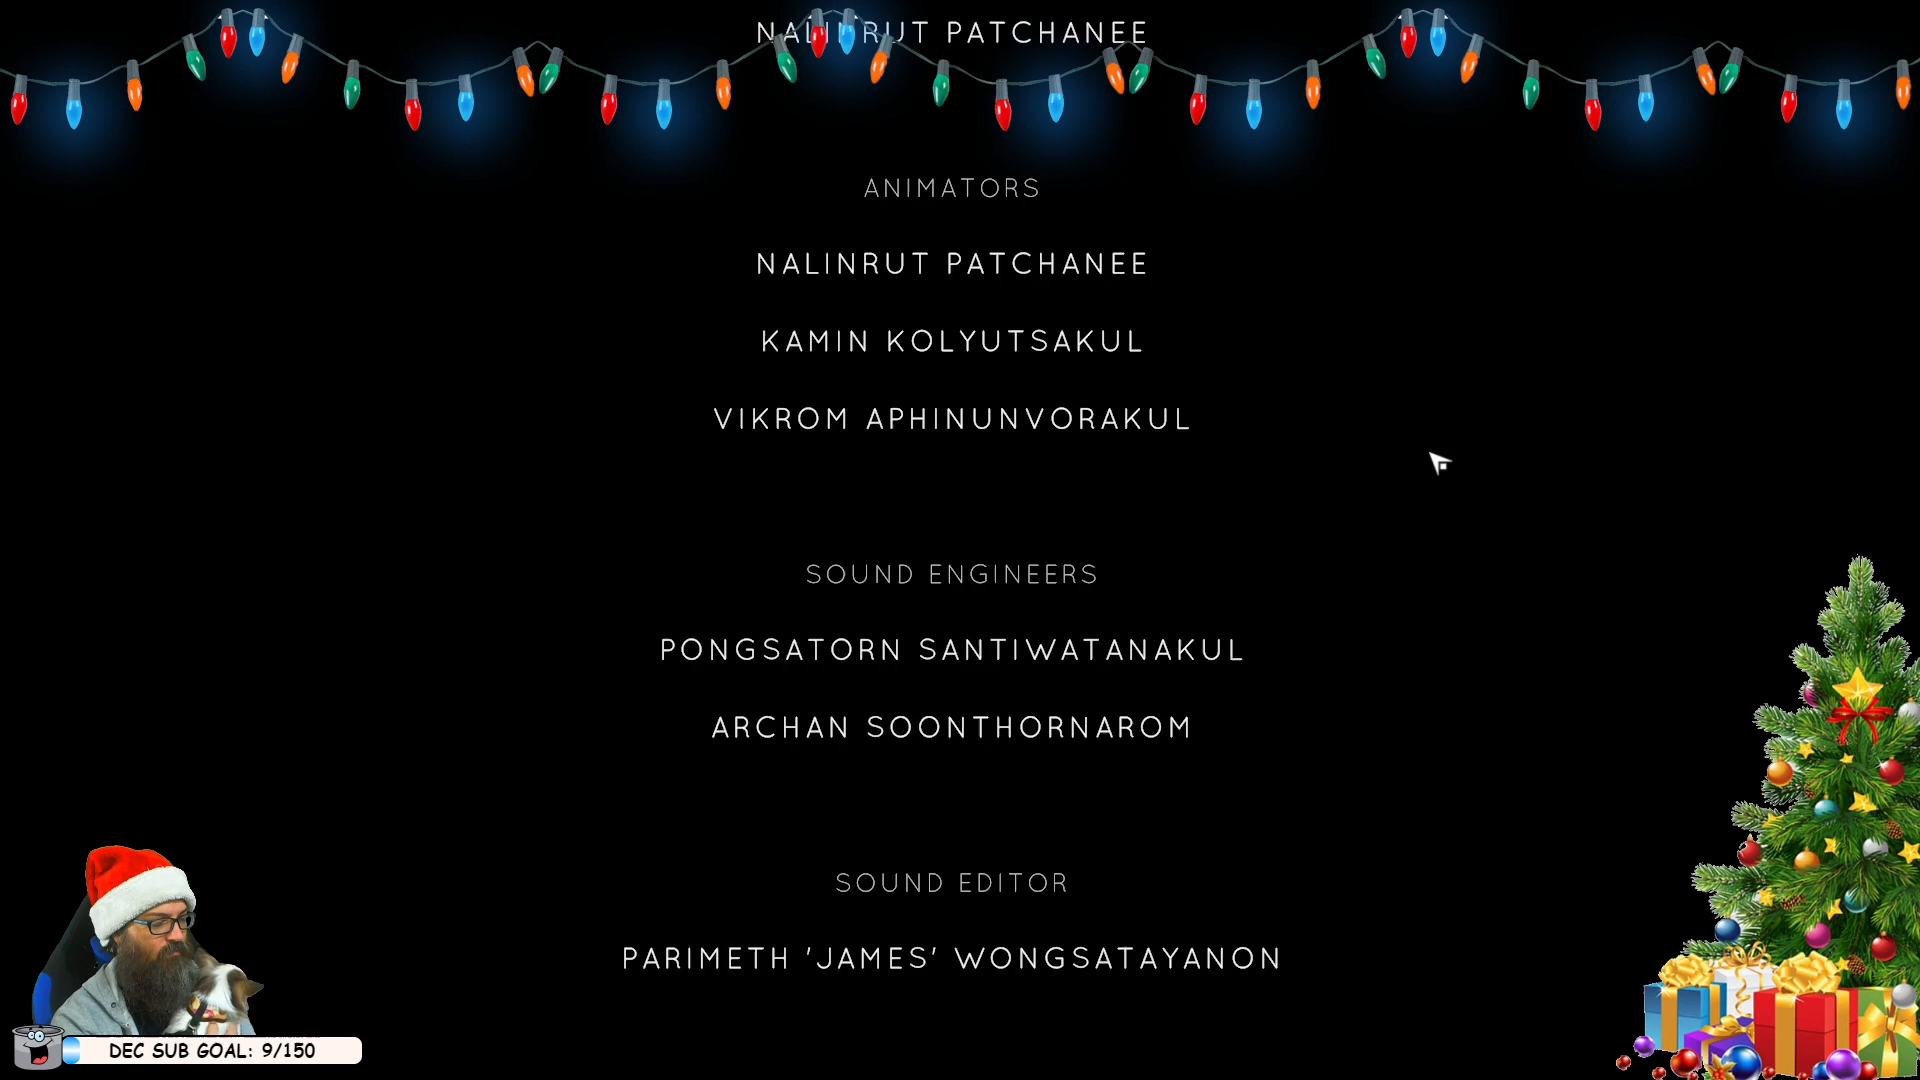 NALINRUT PATCHANEE
ANIMATORS
NALINRUT PATCHANEE
KAMIN KOLYUTSAKUL
VIKROM APHINUNVORAKUL
SOUND ENGINEERS
PONGSATORN SANTIWATANAKUL
ARCHAN SOONTHORNAROM
SOUND EDITOR
PARIMETH 'JAMES' WONGSATAYANON
DEC SUB GOAL: 9/150